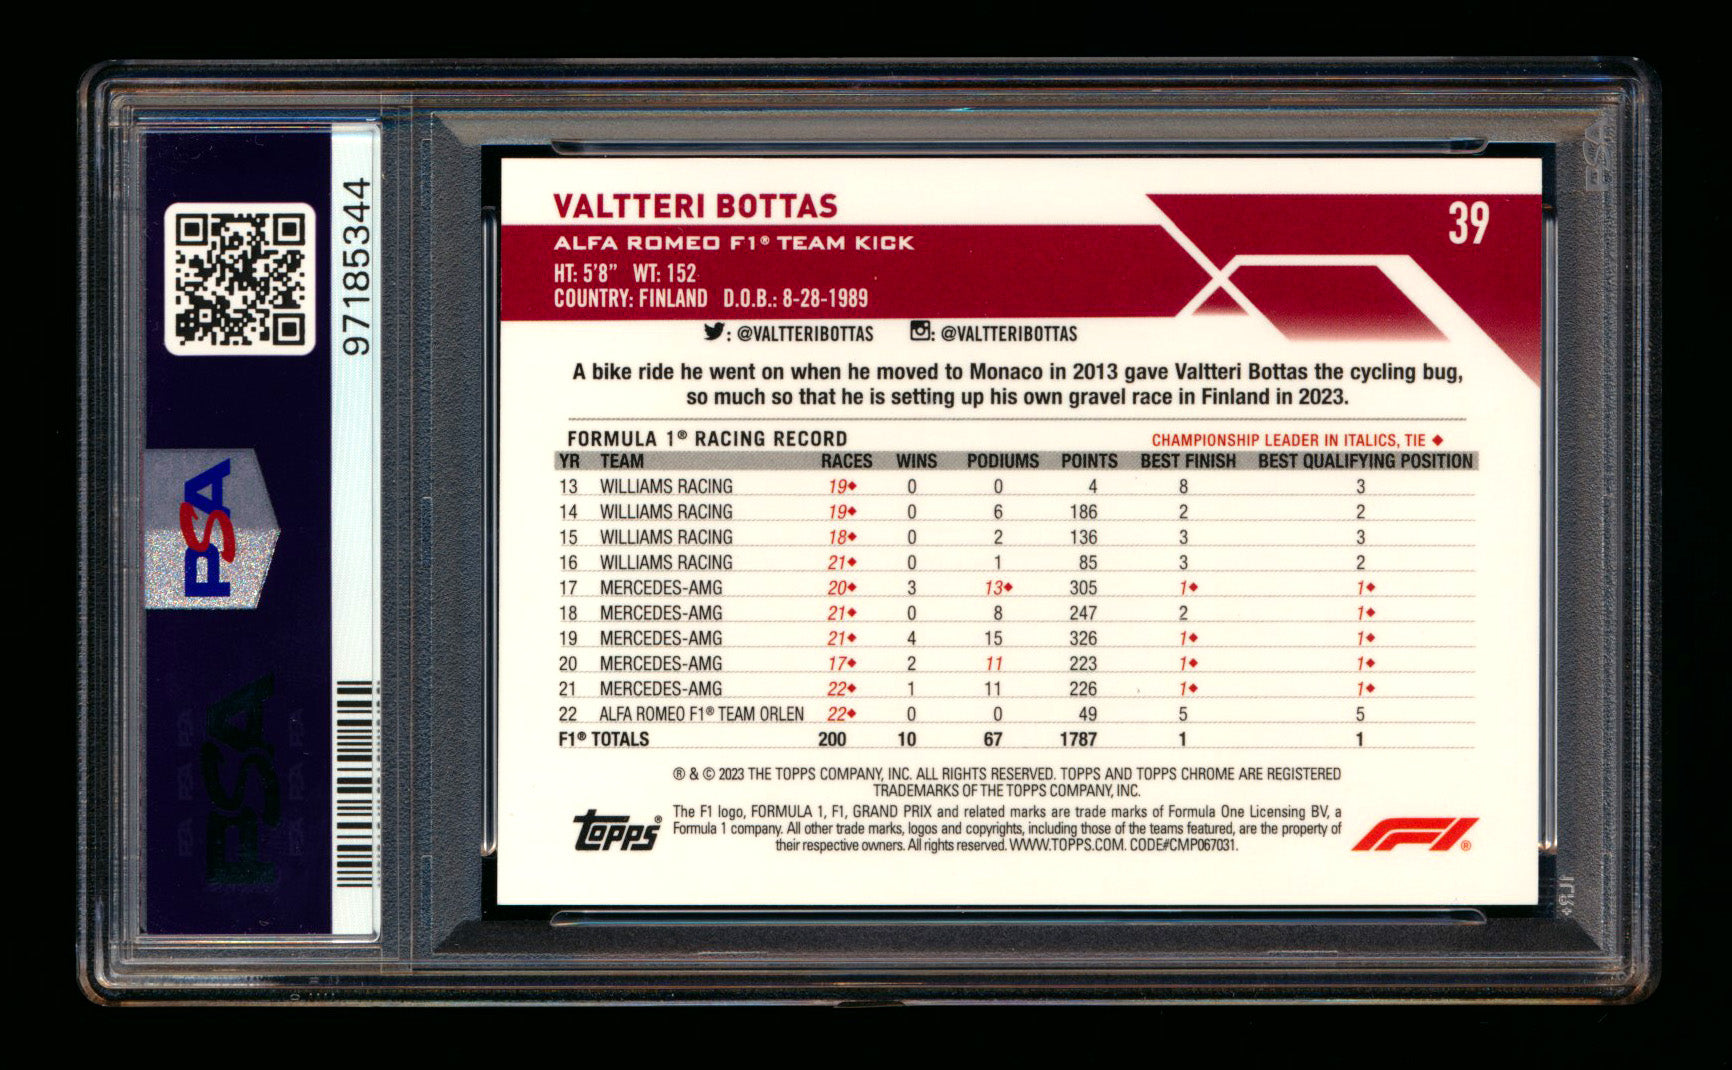 97185344
PSA
PSA
VALTTERI BOTTAS
39
ALFA ROMEO F1® TEAM KICK
HT: 5'8" WT: 152
COUNTRY: FINLAND D.O.B.: 8-28-1989
: @VALTTERIBOTTAS : @VALTTERIBOTTAS
A bike ride he went on when he moved to Monaco in 2013 gave Valtteri Bottas the cycling bug,
so much so that he is setting up his own gravel race in Finland in 2023.
FORMULA 1® RACING RECORD CHAMPIONSHIP LEADER IN ITALICS, TIE ♦
YR TEAM RACES WINS PODIUMS POINTS BEST FINISH BEST QUALIFYING POSITION
13 WILLIAMS RACING 19♦ 0 0 4 8 3
14 WILLIAMS RACING 19♦ 0 6 186 2 2
15 WILLIAMS RACING 18♦ 0 2 136 3 3
16 WILLIAMS RACING 21♦ 0 1 85 3 2
17 MERCEDES-AMG 20♦ 3 13♦ 305 1♦ 1♦
18 MERCEDES-AMG 21♦ 0 8 247 2 1♦
19 MERCEDES-AMG 21♦ 4 15 326 1♦ 1♦
20 MERCEDES-AMG 17♦ 2 11 223 1♦ 1♦
21 MERCEDES-AMG 22♦ 1 11 226 1♦ 1♦
22 ALFA ROMEO F1® TEAM ORLEN 22♦ 0 0 49 5 5
F1® TOTALS 200 10 67 1787 1 1
® & © 2023 THE TOPPS COMPANY, INC. ALL RIGHTS RESERVED. TOPPS AND TOPPS CHROME ARE REGISTERED
TRADEMARKS OF THE TOPPS COMPANY, INC.
topps®
The F1 logo, FORMULA 1, F1, GRAND PRIX and related marks are trade marks of Formula One Licensing BV, a
Formula 1 company. All other trade marks, logos and copyrights, including those of the teams featured, are the property of
their respective owners. All rights reserved. WWW.TOPPS.COM. CODE#CMP067031.
F1®
PSA